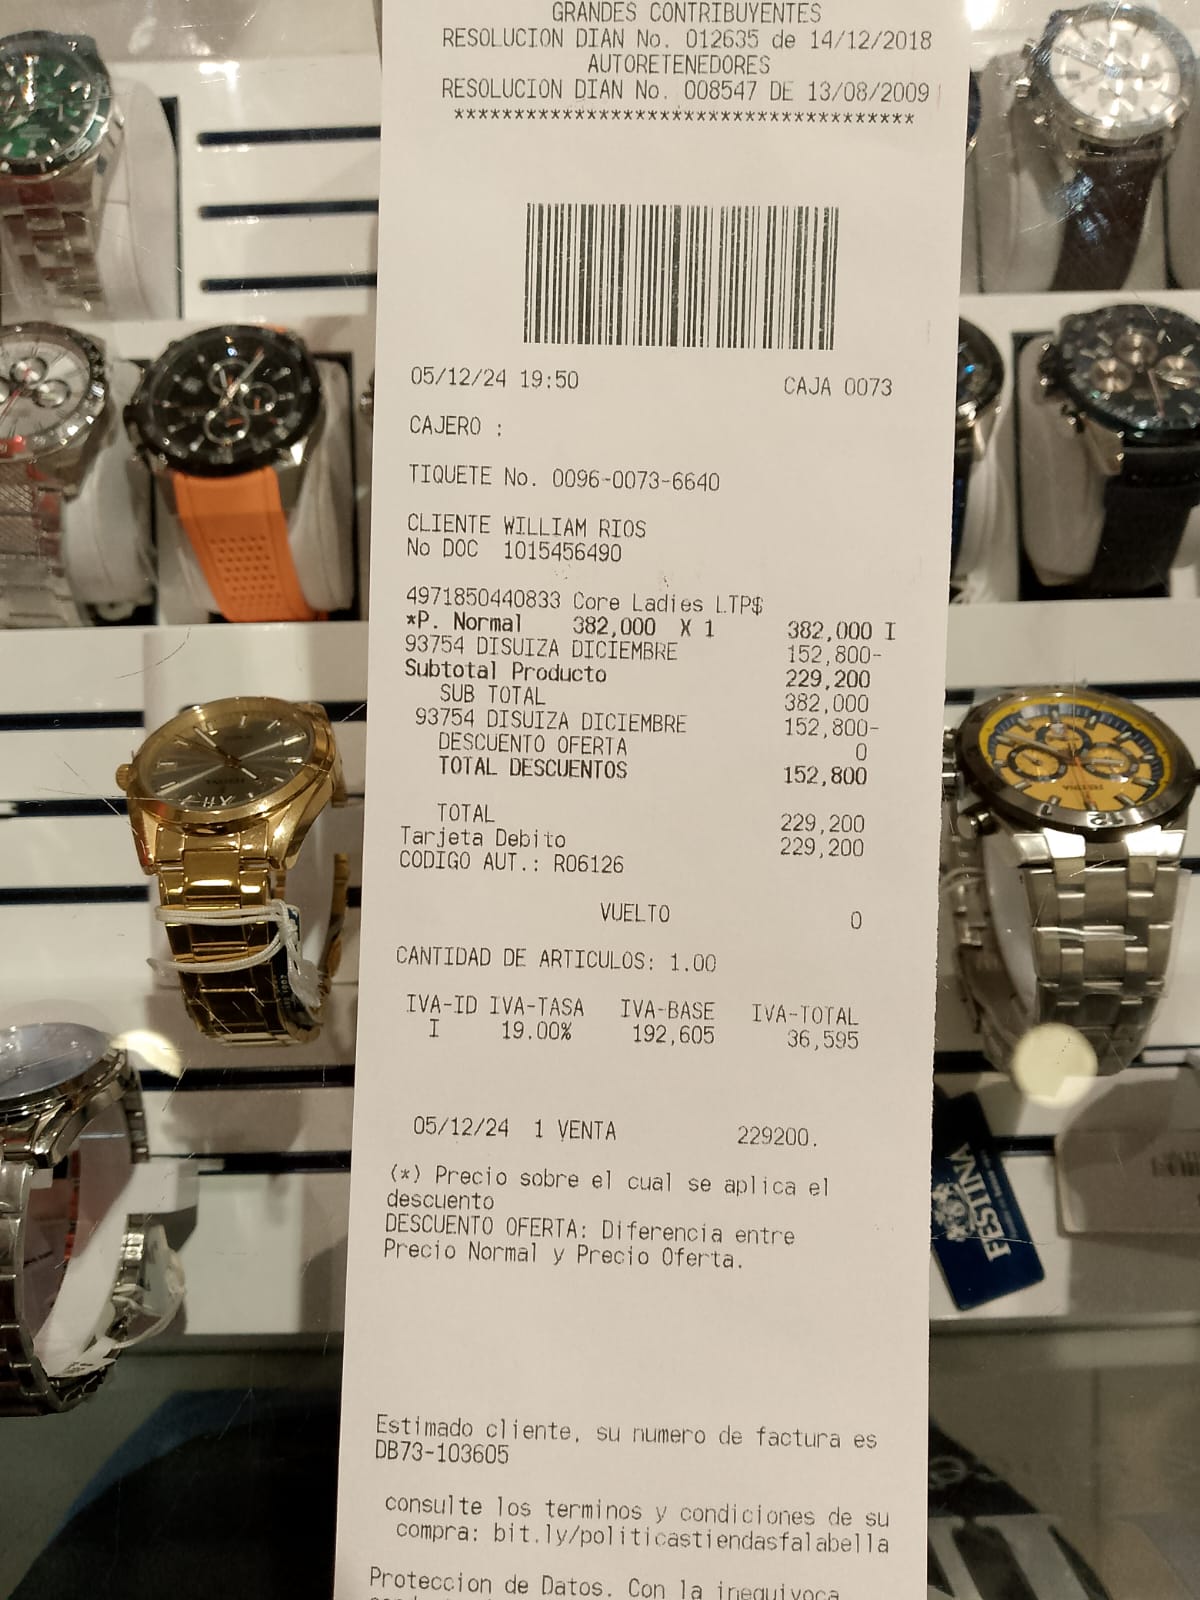 GRANDES CONTRIBUYENTES
RESOLUCION DIAN No. 012635 de 14/12/2018
AUTORETENEDORES
RESOLUCION DIAN No. 008547 DE 13/08/2009
**************************************
05/12/24 19:50 CAJA 0073
CAJERO :
TIQUETE No. 0096-0073-6640
CLIENTE WILLIAM RIOS
No DOC 1015456490
4971850440833 Core Ladies LTP$
*P. Normal 382,000 X 1 382,000 I
93754 DISUIZA DICIEMBRE 152,800-
Subtotal Producto 229,200
SUB TOTAL 382,000
93754 DISUIZA DICIEMBRE 152,800-
DESCUENTO OFERTA 0
TOTAL DESCUENTOS 152,800
TOTAL 229,200
Tarjeta Debito 229,200
CODIGO AUT.: R06126
VUELTO 0
CANTIDAD DE ARTICULOS: 1.00
IVA-ID IVA-TASA IVA-BASE IVA-TOTAL
I 19.00% 192,605 36,595
05/12/24 1 VENTA 229200.
(*) Precio sobre el cual se aplica el
descuento
DESCUENTO OFERTA: Diferencia entre
Precio Normal y Precio Oferta.
Estimado cliente, su numero de factura es
DB73-103605
consulte los terminos y condiciones de su
compra: bit.ly/politicastiendasfalabella
Proteccion de Datos. Con la inequivoca
FESTINA